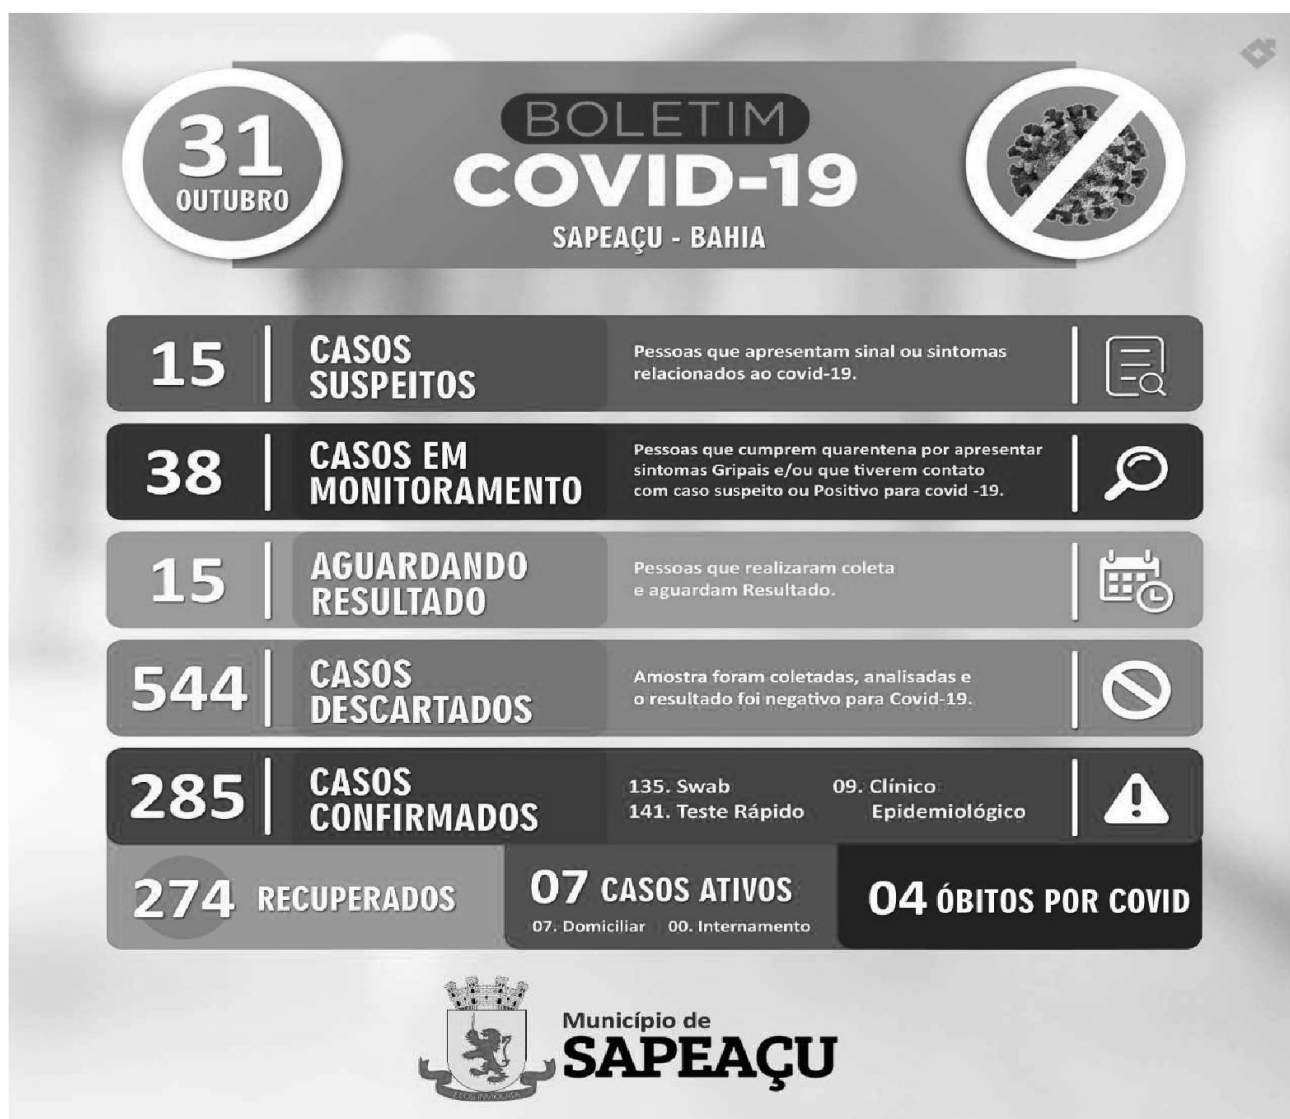 31
OUTUBRO
BOLETIM
COVID-19
SAPEAÇU - BAHIA
15
CASOS
SUSPEITOS
Pessoas que apresentam sinal ou sintomas
relacionados ao covid-19.
38
CASOS EM
MONITORAMENTO
Pessoas que cumprem quarentena por apresentar
sintomas Gripais e/ou que tiverem contato
com caso suspeito ou Positivo para covid -19.
15
AGUARDANDO
RESULTADO
Pessoas que realizaram coleta
e aguardam Resultado.
544
CASOS
DESCARTADOS
Amostra foram coletadas, analisadas e
o resultado foi negativo para Covid-19.
285
CASOS
CONFIRMADOS
135. Swab
141. Teste Rápido
09. Clínico
Epidemiológico
274 RECUPERADOS
07 CASOS ATIVOS
07. Domiciliar 00. Internamento
04 ÓBITOS POR COVID
Município de
SAPEAÇU